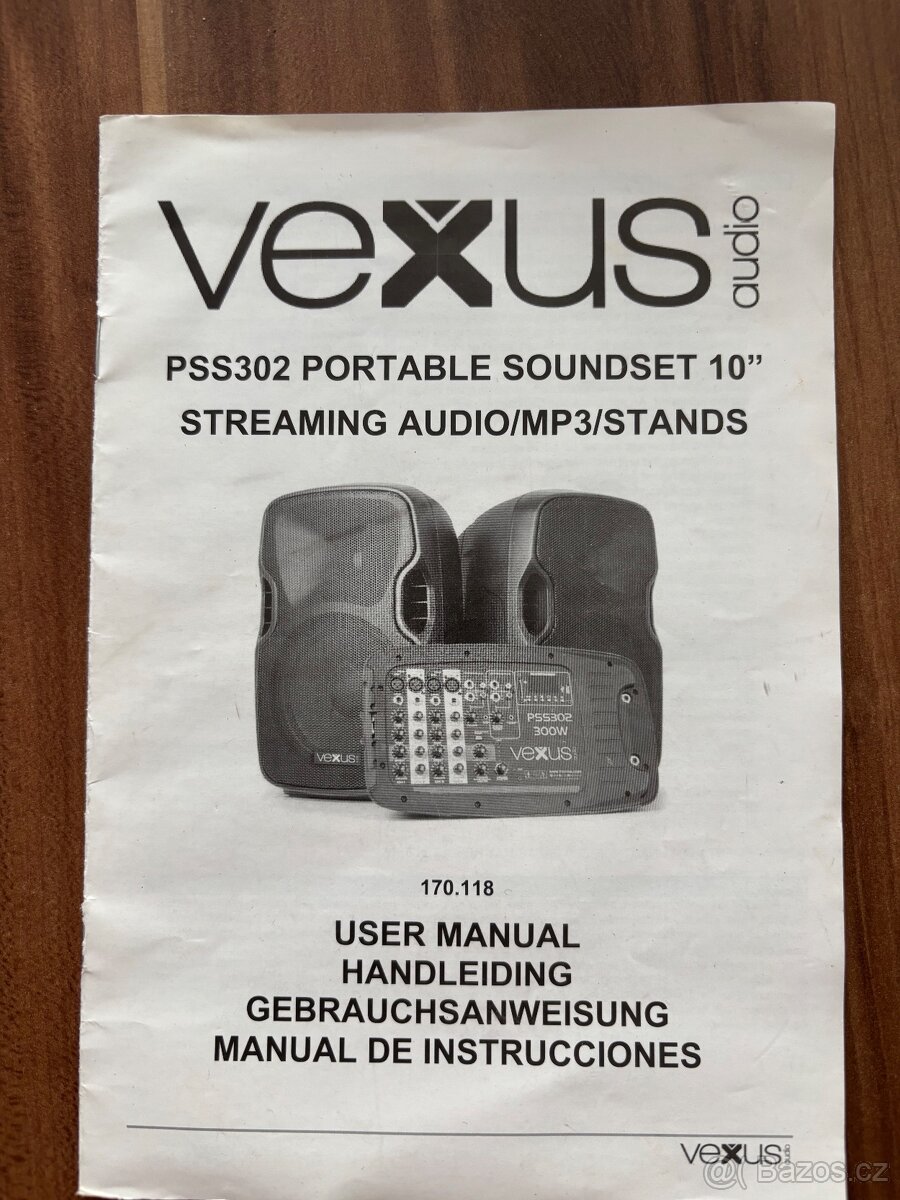 vexus audio
PSS302 PORTABLE SOUNDSET 10”
STREAMING AUDIO/MP3/STANDS
PSS302
300W
vexus
vexus
170.118
USER MANUAL
HANDLEIDING
GEBRAUCHSANWEISUNG
MANUAL DE INSTRUCCIONES
vexus audio
@( Bazos.cz